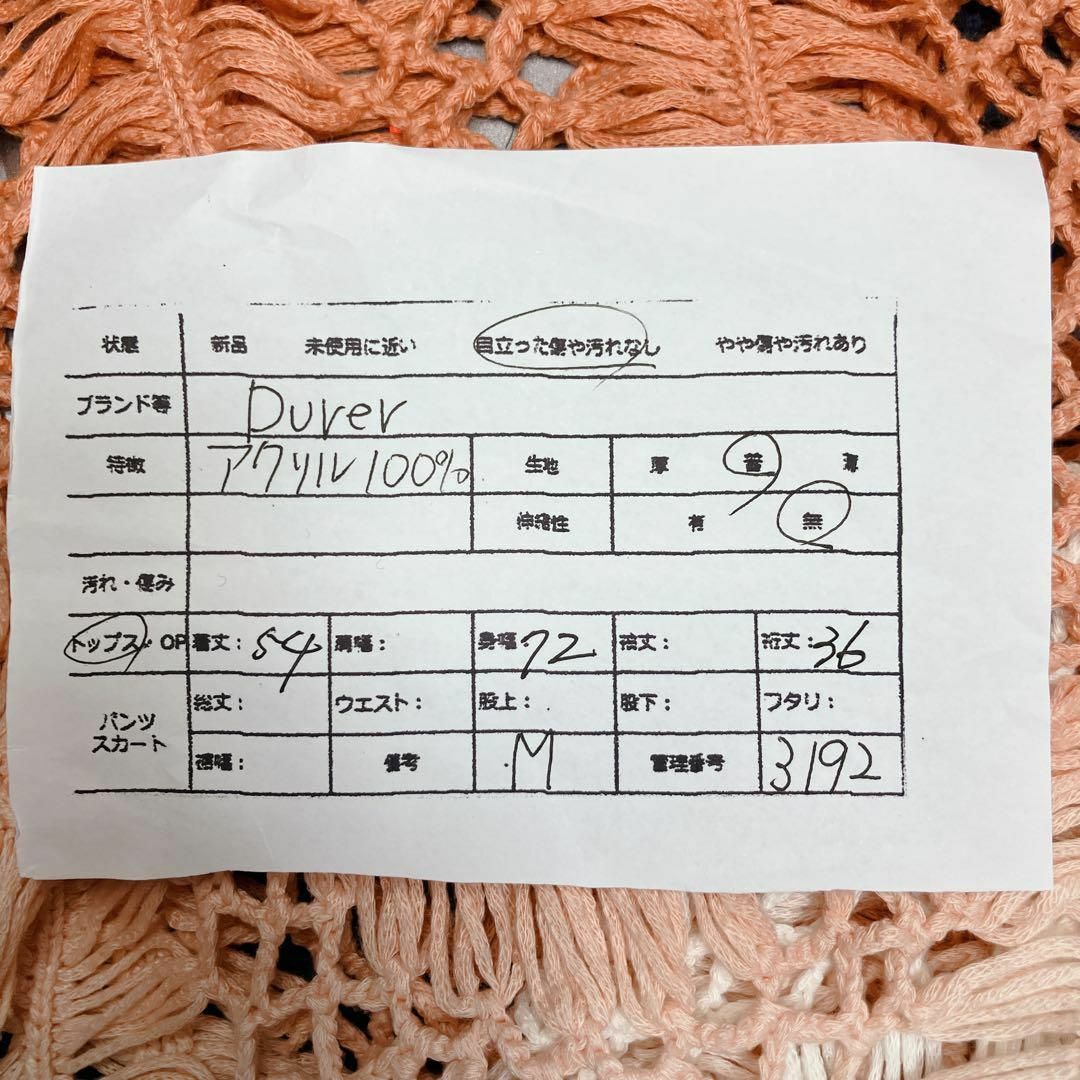 状態 新品 未使用に近い 目立った傷や汚れなし やや傷や汚れあり
ブランド等 Durer
特徴 アクリル100% 生地 厚 普 薄
伸縮性 有 無
汚れ・傷み
トップス/OP 着丈: 54 肩幅: 身幅: 72 袖丈: 裄丈: 36
パンツ 総丈: ウエスト: 股上: 股下: ワタリ:
スカート 裾幅: 備考 M 管理番号 3192